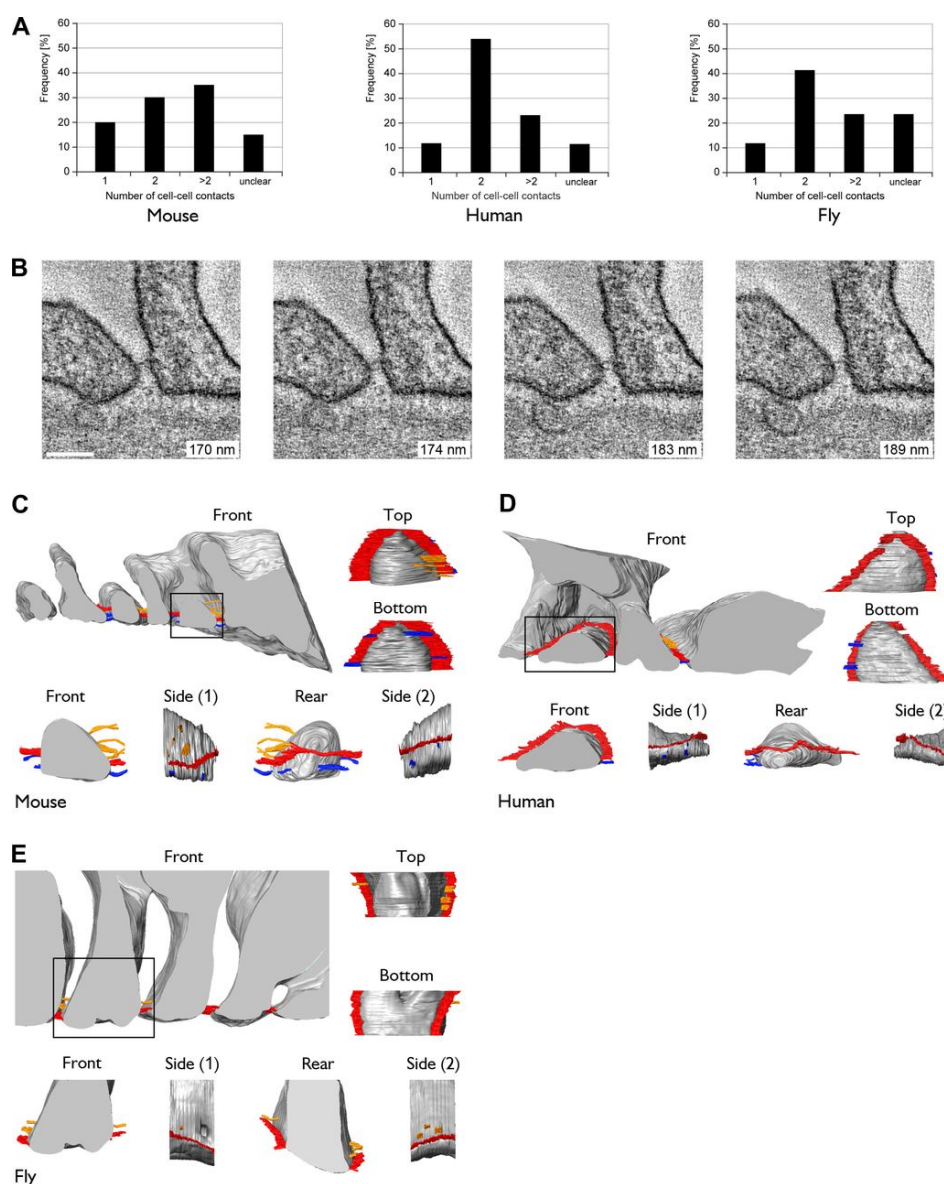 A
Frequency [%]
60
50
40
30
20
10
0
1 2 >2 unclear
Number of cell-cell contacts
Mouse
Frequency [%]
60
50
40
30
20
10
0
1 2 >2 unclear
Number of cell-cell contacts
Human
Frequency [%]
60
50
40
30
20
10
0
1 2 >2 unclear
Number of cell-cell contacts
Fly
B
170 nm 174 nm 183 nm 189 nm
C
Front Top
Bottom
Front Side (1) Rear Side (2)
Mouse
D
Front Top
Bottom
Front Side (1) Rear Side (2)
Human
E
Front Top
Bottom
Front Side (1) Rear Side (2)
Fly